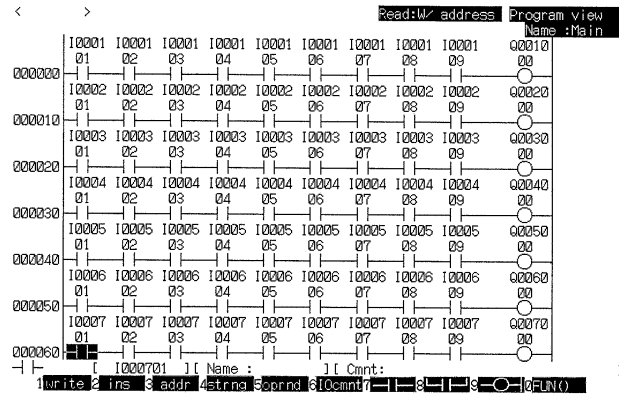 < > Read:W/ address Program view
Name :Main
I0001 I0001 I0001 I0001 I0001 I0001 I0001 I0001 I0001 Q0010
01 02 03 04 05 06 07 08 09 00
000000
I0002 I0002 I0002 I0002 I0002 I0002 I0002 I0002 I0002 Q0020
01 02 03 04 05 06 07 08 09 00
000010
I0003 I0003 I0003 I0003 I0003 I0003 I0003 I0003 I0003 Q0030
01 02 03 04 05 06 07 08 09 00
000020
I0004 I0004 I0004 I0004 I0004 I0004 I0004 I0004 I0004 Q0040
01 02 03 04 05 06 07 08 09 00
000030
I0005 I0005 I0005 I0005 I0005 I0005 I0005 I0005 I0005 Q0050
01 02 03 04 05 06 07 08 09 00
000040
I0006 I0006 I0006 I0006 I0006 I0006 I0006 I0006 I0006 Q0060
01 02 03 04 05 06 07 08 09 00
000050
I0007 I0007 I0007 I0007 I0007 I0007 I0007 I0007 I0007 Q0070
01 02 03 04 05 06 07 08 09 00
000060
[ I000701 ][ Name : ][ Cmnt: ]
1write 2 ins 3 addr 4strng 5oprnd 6IOcmnt 7 8 9 0FUN()